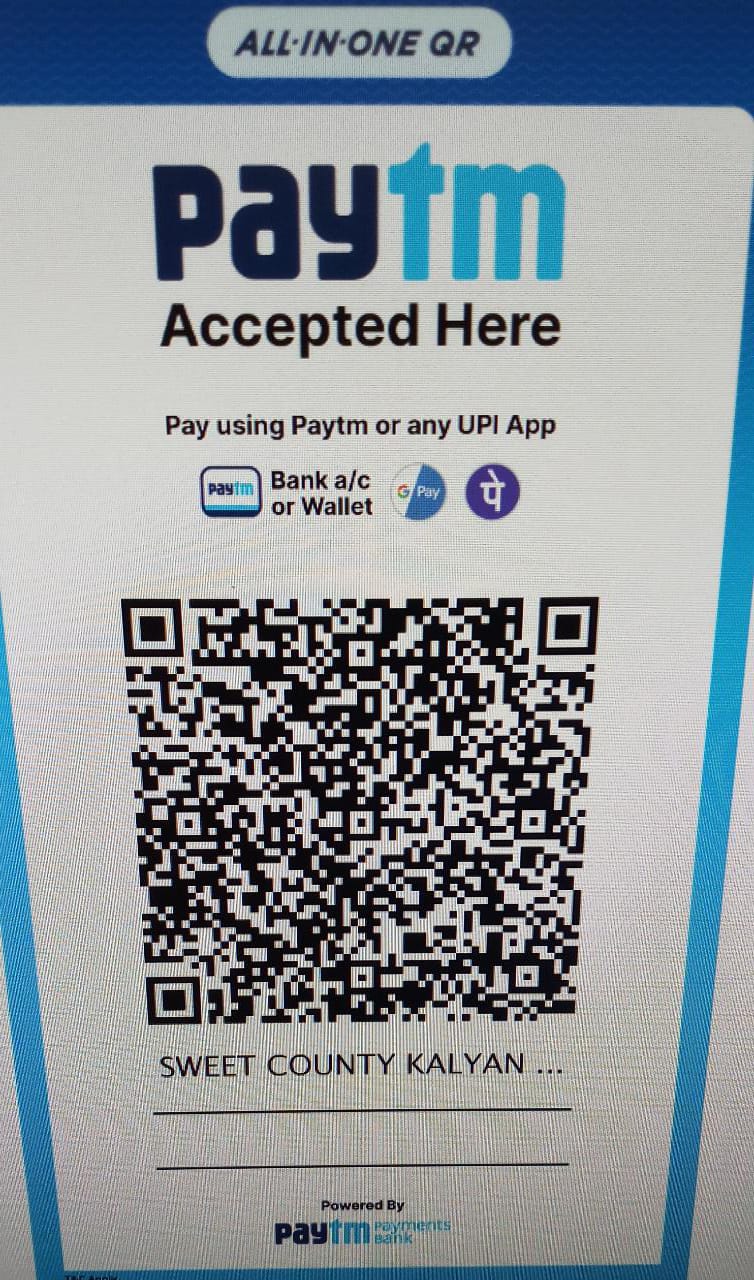 ALL·IN·ONE QR
paytm
Accepted Here
Pay using Paytm or any UPI App
paytm
Bank a/c
or Wallet
G Pay
पे
SWEET COUNTY KALYAN ...
Powered By
paytm Payments
Bank
T&C Apply